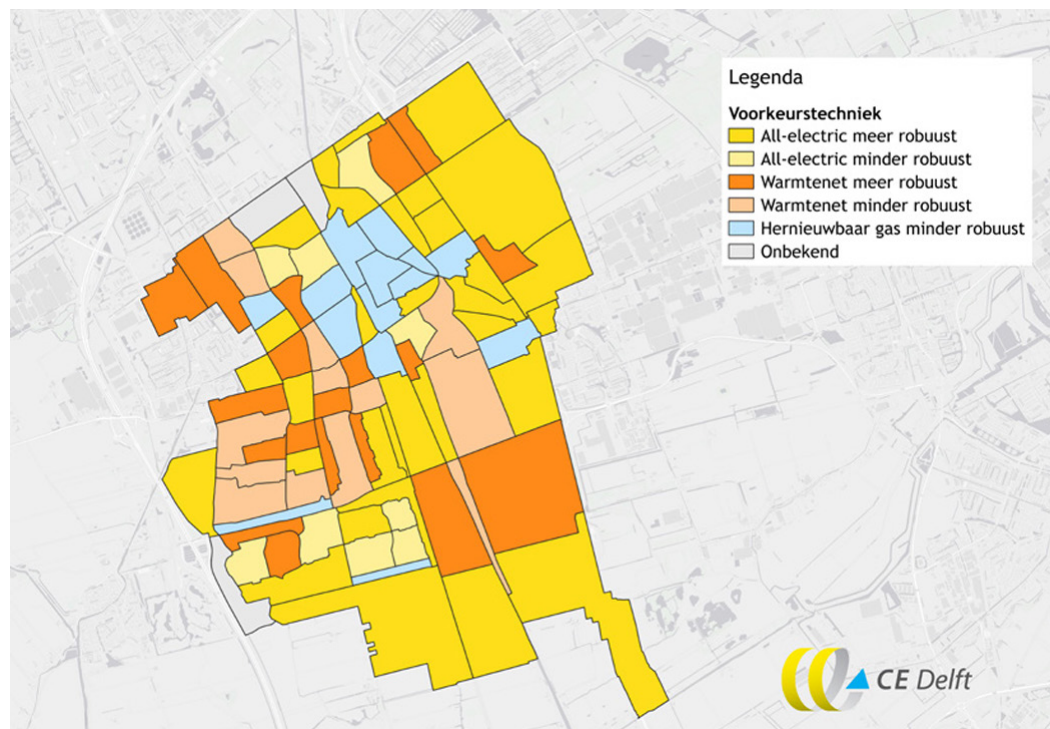 Legenda
Voorkeurstechniek
All-electric meer robuust
All-electric minder robuust
Warmtenet meer robuust
Warmtenet minder robuust
Hernieuwbaar gas minder robuust
Onbekend
CE Delft